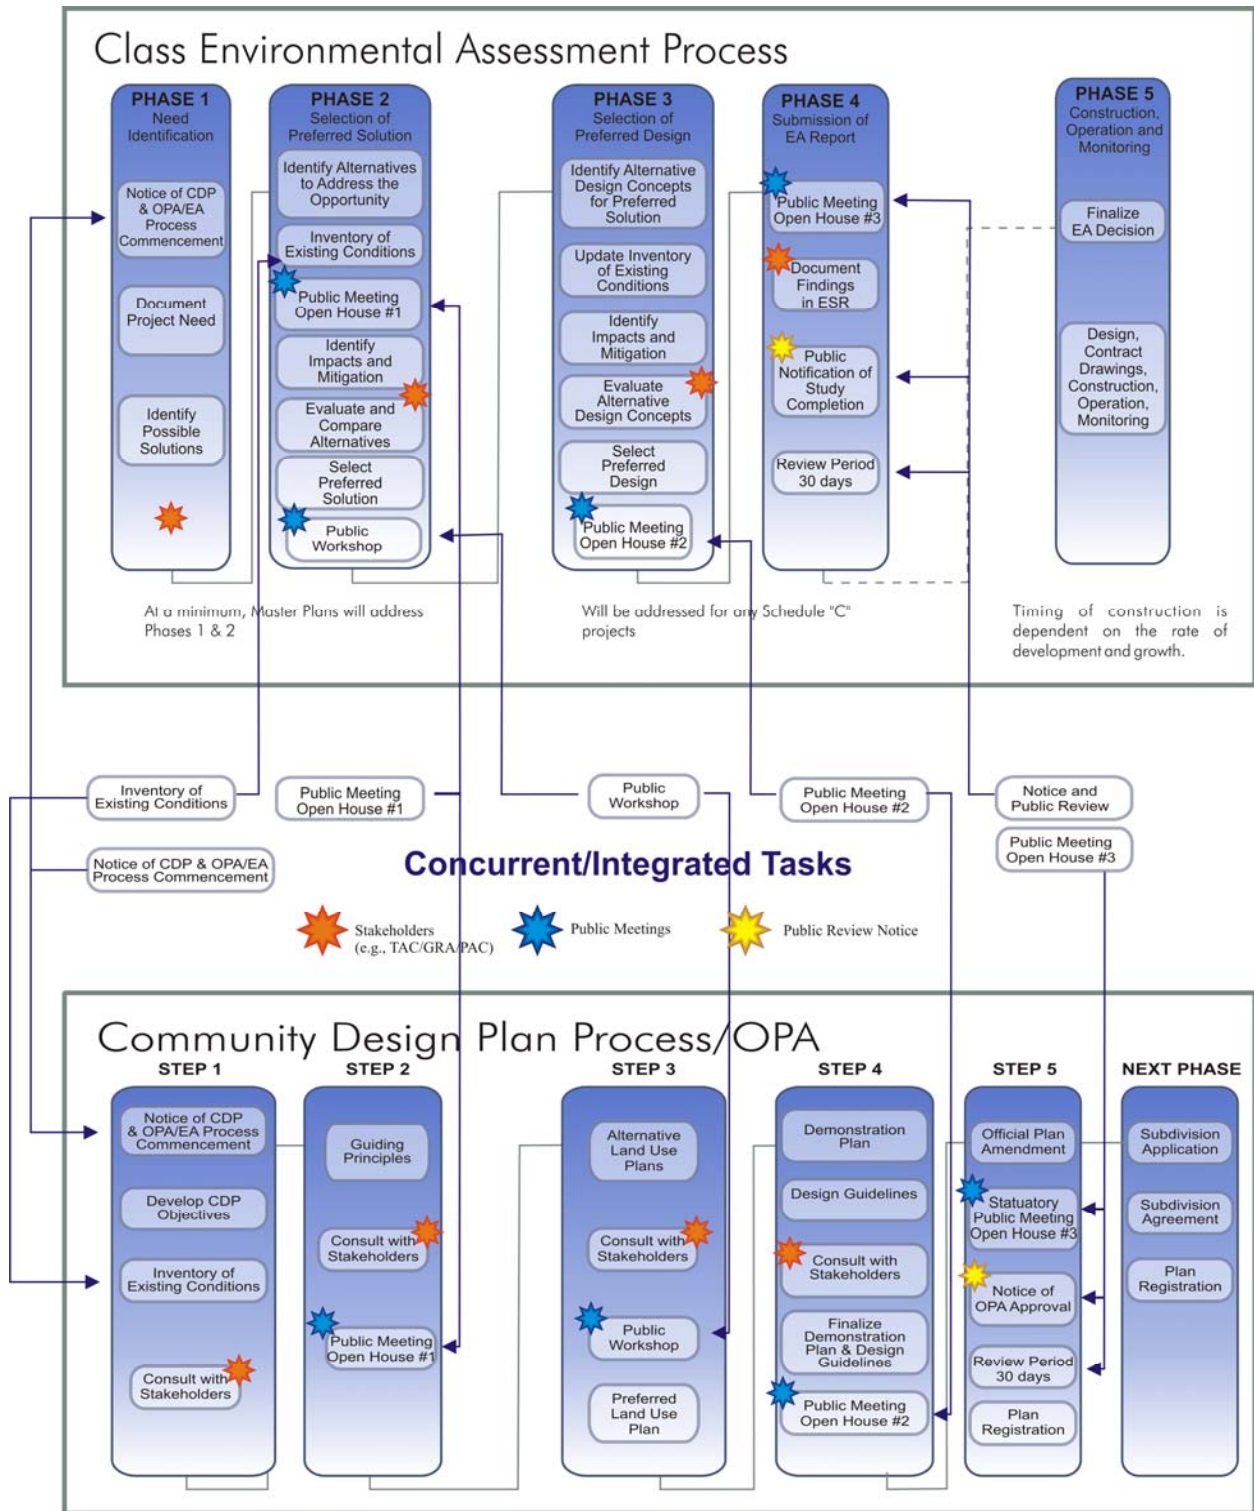 Class Environmental Assessment Process
PHASE 1
Need
Identification
Notice of CDP
& OPA/EA
Process
Commencement
Document
Project Need
Identify
Possible
Solutions
PHASE 2
Selection of
Preferred Solution
Identify Alternatives
to Address the
Opportunity
Inventory of
Existing Conditions
Public Meeting
Open House #1
Identify
Impacts and
Mitigation
Evaluate and
Compare
Alternatives
Select
Preferred
Solution
Public
Workshop
PHASE 3
Selection of
Preferred Design
Identify Alternative
Design Concepts
for Preferred
Solution
Update Inventory
of Existing
Conditions
Identify
Impacts and
Mitigation
Evaluate
Alternative
Design Concepts
Select
Preferred
Design
Public Meeting
Open House #2
PHASE 4
Submission of
EA Report
Public Meeting
Open House #3
Document
Findings
in ESR
Public
Notification of
Study
Completion
Review Period
30 days
PHASE 5
Construction,
Operation and
Monitoring
Finalize
EA Decision
Design,
Contract
Drawings,
Construction,
Operation,
Monitoring
At a minimum, Master Plans will address
Phases 1 & 2
Will be addressed for any Schedule "C"
projects
Timing of construction is
dependent on the rate of
development and growth.
Inventory of
Existing Conditions
Public Meeting
Open House #1
Public
Workshop
Public Meeting
Open House #2
Notice and
Public Review
Notice of CDP & OPA/EA
Process Commencement
Public Meeting
Open House #3
Concurrent/Integrated Tasks
Stakeholders
(e.g., TAC/GRA/PAC)
Public Meetings
Public Review Notice
Community Design Plan Process/OPA
STEP 1
Notice of CDP
& OPA/EA Process
Commencement
Develop CDP
Objectives
Inventory of
Existing Conditions
Consult with
Stakeholders
STEP 2
Guiding
Principles
Consult with
Stakeholders
Public Meeting
Open House #1
STEP 3
Alternative
Land Use
Plans
Consult with
Stakeholders
Public
Workshop
Preferred
Land Use
Plan
STEP 4
Demonstration
Plan
Design Guidelines
Consult with
Stakeholders
Finalize
Demonstration
Plan & Design
Guidelines
Public Meeting
Open House #2
STEP 5
Official Plan
Amendment
Statuatory
Public Meeting
Open House #3
Notice of
OPA Approval
Review Period
30 days
Plan
Registration
NEXT PHASE
Subdivision
Application
Subdivision
Agreement
Plan
Registration